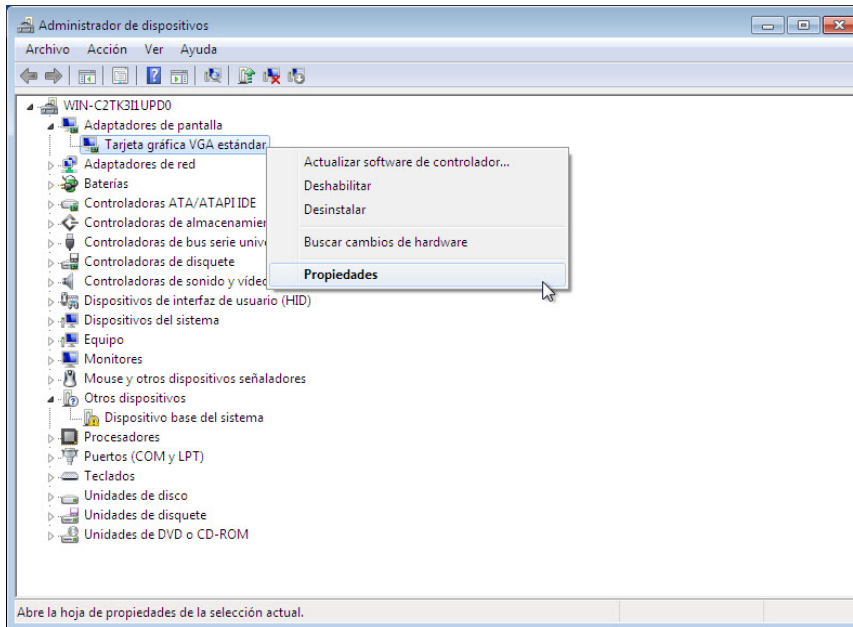 Administrador de dispositivos
Archivo Acción Ver Ayuda
WIN-C2TK3I1UPD0
Adaptadores de pantalla
Tarjeta gráfica VGA estándar
Adaptadores de red
Baterías
Controladoras ATA/ATAPI IDE
Controladoras de almacenamien
Controladoras de bus serie unive
Controladoras de disquete
Controladoras de sonido y vídeo
Dispositivos de interfaz de usuario (HID)
Dispositivos del sistema
Equipo
Monitores
Mouse y otros dispositivos señaladores
Otros dispositivos
Dispositivo base del sistema
Procesadores
Puertos (COM y LPT)
Teclados
Unidades de disco
Unidades de disquete
Unidades de DVD o CD-ROM
Actualizar software de controlador...
Deshabilitar
Desinstalar
Buscar cambios de hardware
Propiedades
Abre la hoja de propiedades de la selección actual.